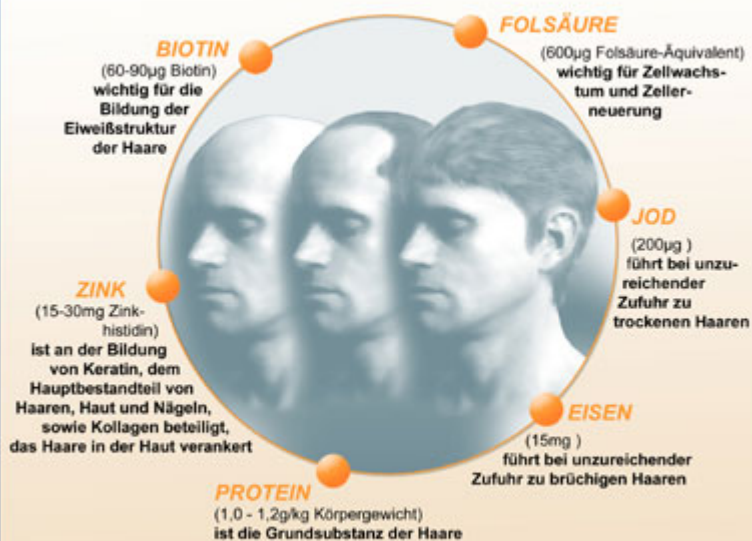 BIOTIN
(60-90µg Biotin)
wichtig für die
Bildung der
Eiweißstruktur
der Haare
FOLSÄURE
(600µg Folsäure-Äquivalent)
wichtig für Zellwachs-
tum und Zeller-
neuerung
JOD
(200µg )
führt bei unzu-
reichender
Zufuhr zu
trockenen Haaren
ZINK
(15-30mg Zink-
histidin)
ist an der Bildung
von Keratin, dem
Hauptbestandteil von
Haaren, Haut und Nägeln,
sowie Kollagen beteiligt,
das Haare in der Haut verankert
EISEN
(15mg )
führt bei unzureichender
Zufuhr zu brüchigen Haaren
PROTEIN
(1,0 - 1,2g/kg Körpergewicht)
ist die Grundsubstanz der Haare